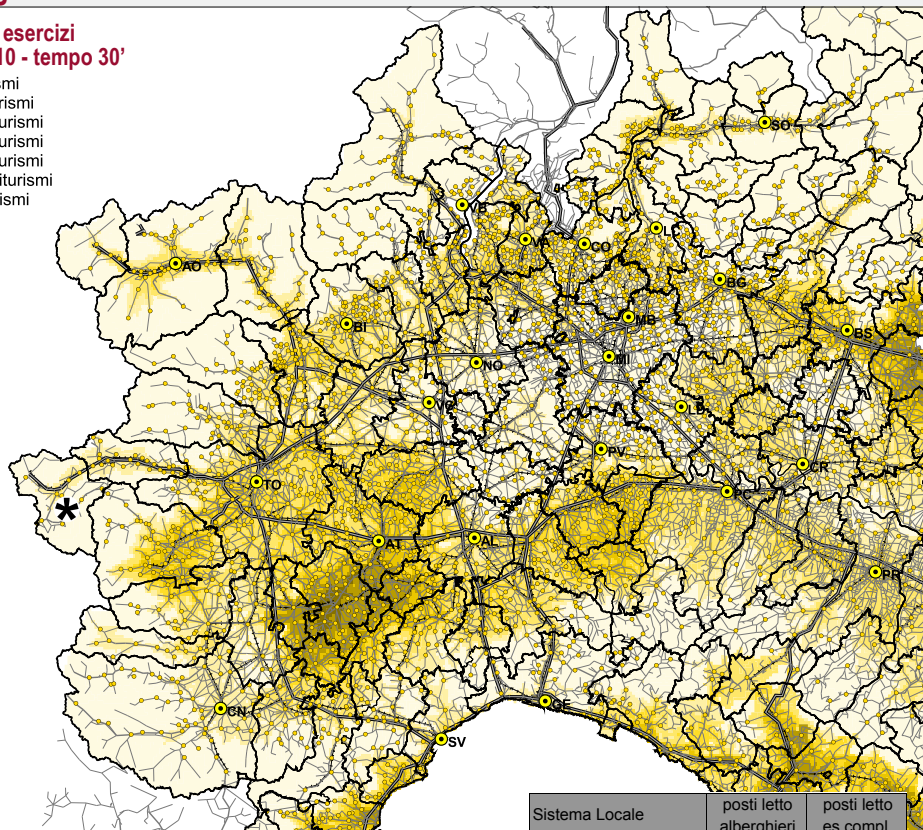 esercizi
10 - tempo 30’
smi
rismi
urismi
urismi
urismi
iturismi
rismi
SO
VB
VA
CO
LC
AO
BG
BI
MB
BS
MI
NO
VC
LO
PV
CR
TO
PC
AT
AL
PR
CN
GE
SV
*
Sistema Locale
posti letto alberghieri
posti letto es compl